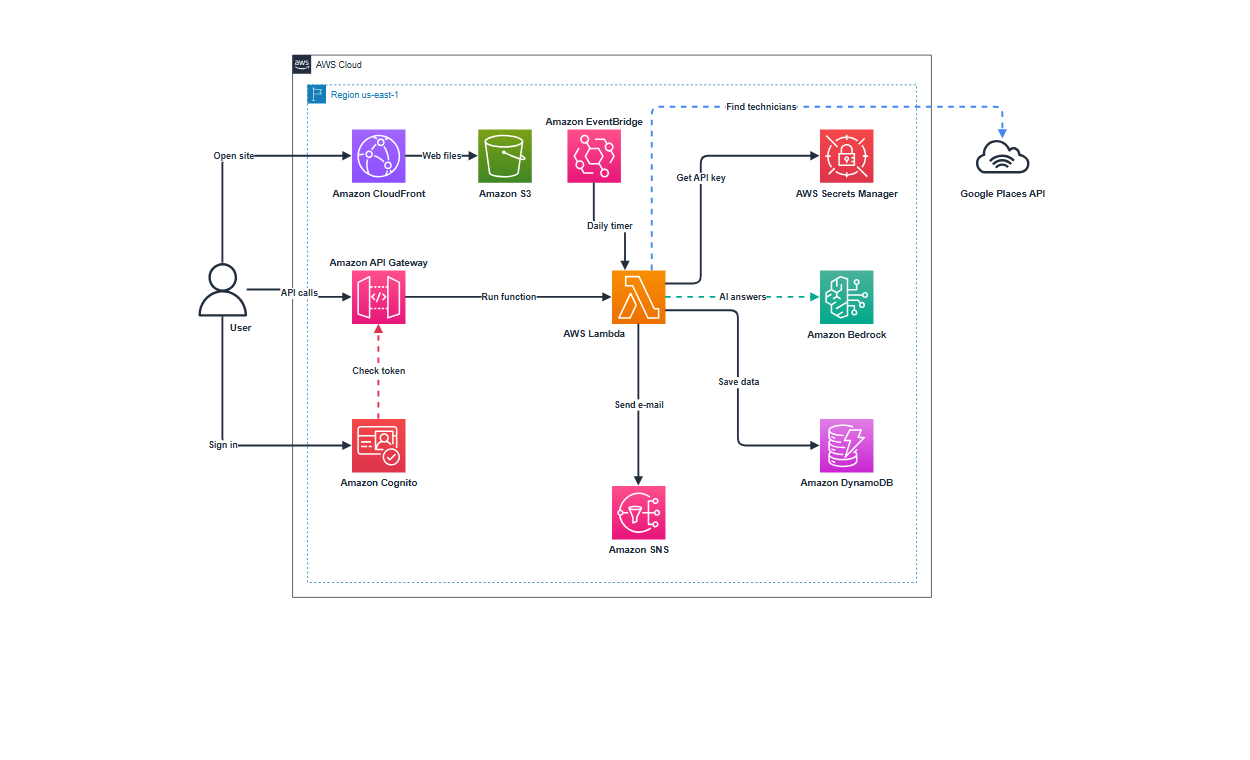 aws
AWS Cloud
Region us-east-1
Find technicians
Amazon EventBridge
Open site
Web files
Get API key
Amazon CloudFront
Amazon S3
AWS Secrets Manager
Google Places API
Daily timer
Amazon API Gateway
API calls
</>
Run function
AI answers
User
AWS Lambda
Amazon Bedrock
Check token
Save data
Send e-mail
Sign in
Amazon Cognito
Amazon DynamoDB
Amazon SNS